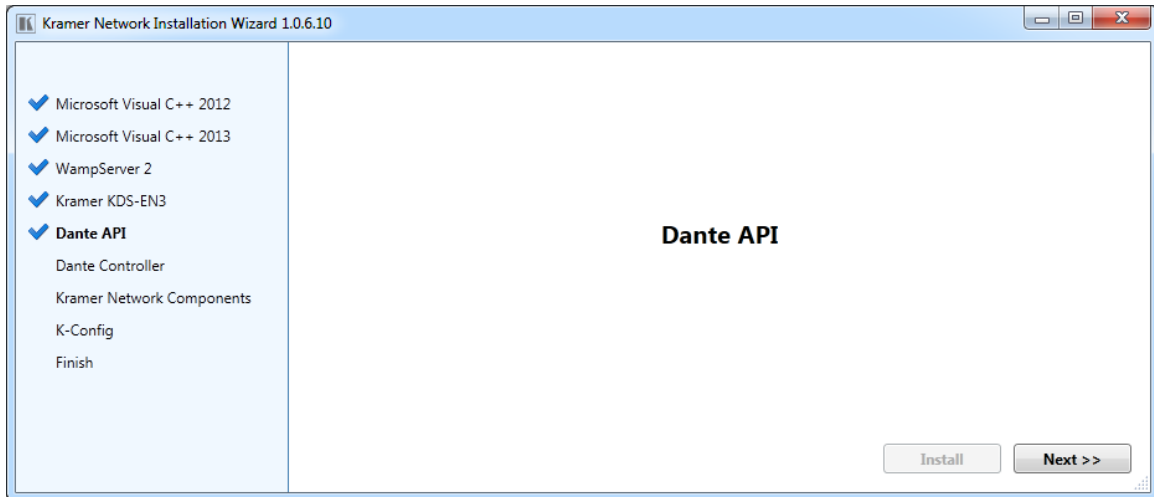 Kramer Network Installation Wizard 1.0.6.10
Microsoft Visual C++ 2012
Microsoft Visual C++ 2013
WampServer 2
Kramer KDS-EN3
Dante API
Dante Controller
Kramer Network Components
K-Config
Finish
Dante API
Install
Next >>